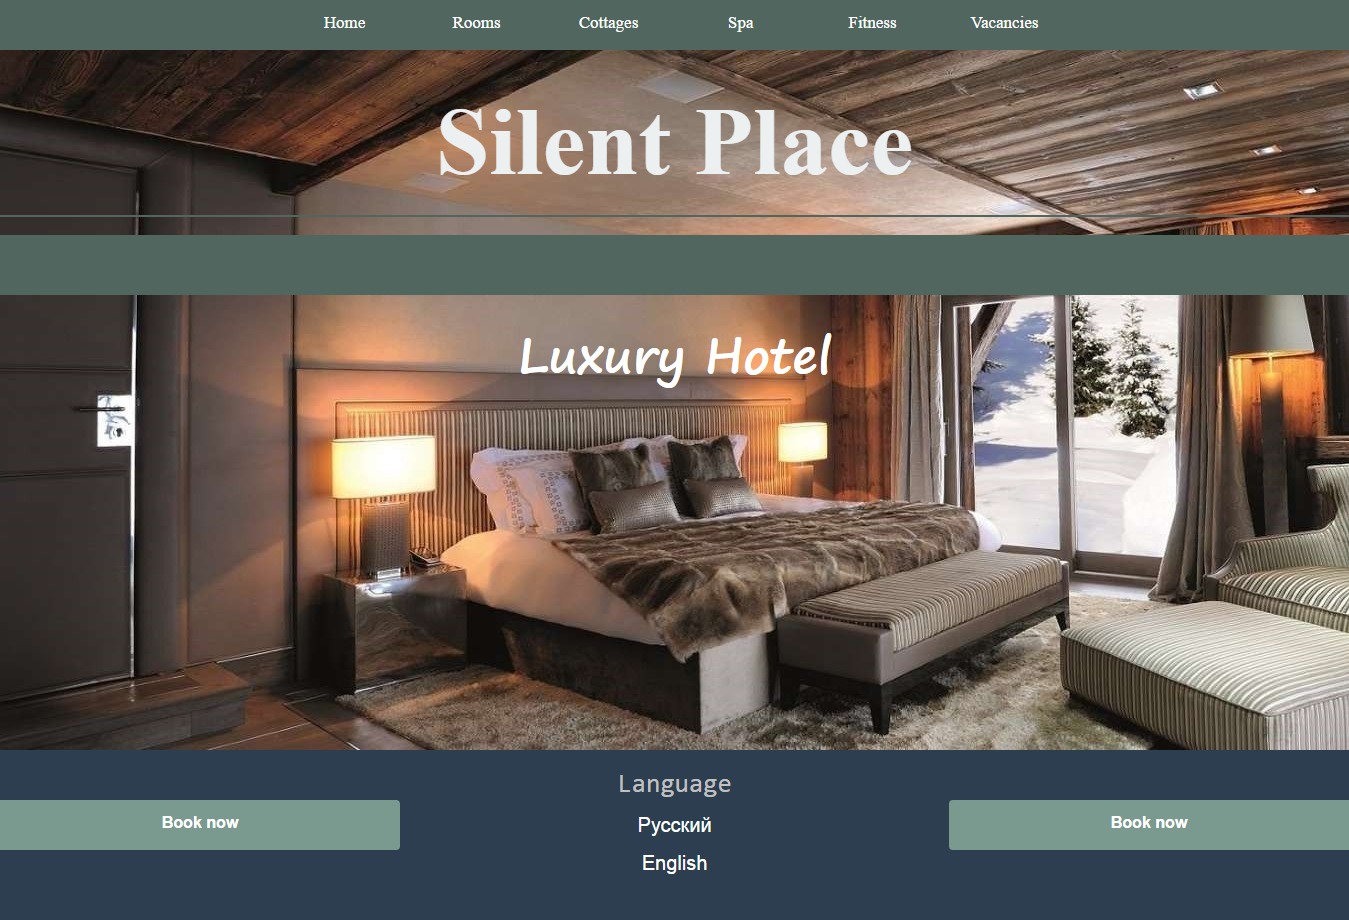 Home Rooms Cottages Spa Fitness Vacancies
Silent Place
Luxury Hotel
Language
Book now Русский Book now
English